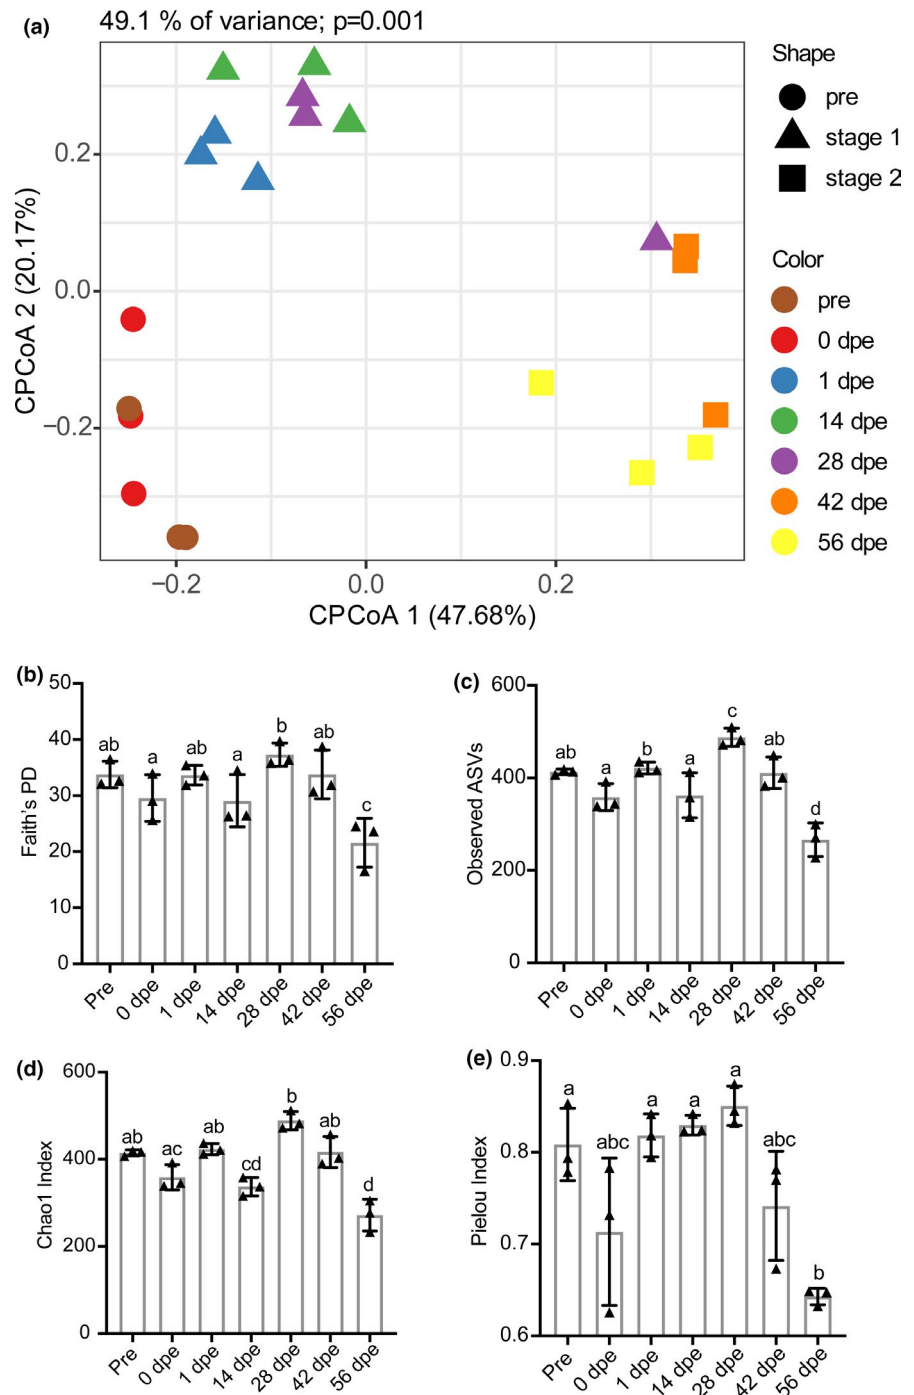 (a)
49.1 % of variance; p=0.001
CPCoA 2 (20.17%)
0.2
0.0
−0.2
−0.2
0.0
0.2
CPCoA 1 (47.68%)
Shape
pre
stage 1
stage 2
Color
pre
0 dpe
1 dpe
14 dpe
28 dpe
42 dpe
56 dpe
(b)
Faith's PD
50
40
30
20
10
0
ab
a
ab
a
b
ab
c
Pre
0 dpe
1 dpe
14 dpe
28 dpe
42 dpe
56 dpe
(c)
Observed ASVs
600
400
200
0
ab
a
b
a
c
ab
d
Pre
0 dpe
1 dpe
14 dpe
28 dpe
42 dpe
56 dpe
(d)
Chao1 Index
600
400
200
0
ab
ac
ab
cd
b
ab
d
Pre
0 dpe
1 dpe
14 dpe
28 dpe
42 dpe
56 dpe
(e)
Pielou Index
0.9
0.8
0.7
0.6
a
abc
a
a
a
abc
b
Pre
0 dpe
1 dpe
14 dpe
28 dpe
42 dpe
56 dpe